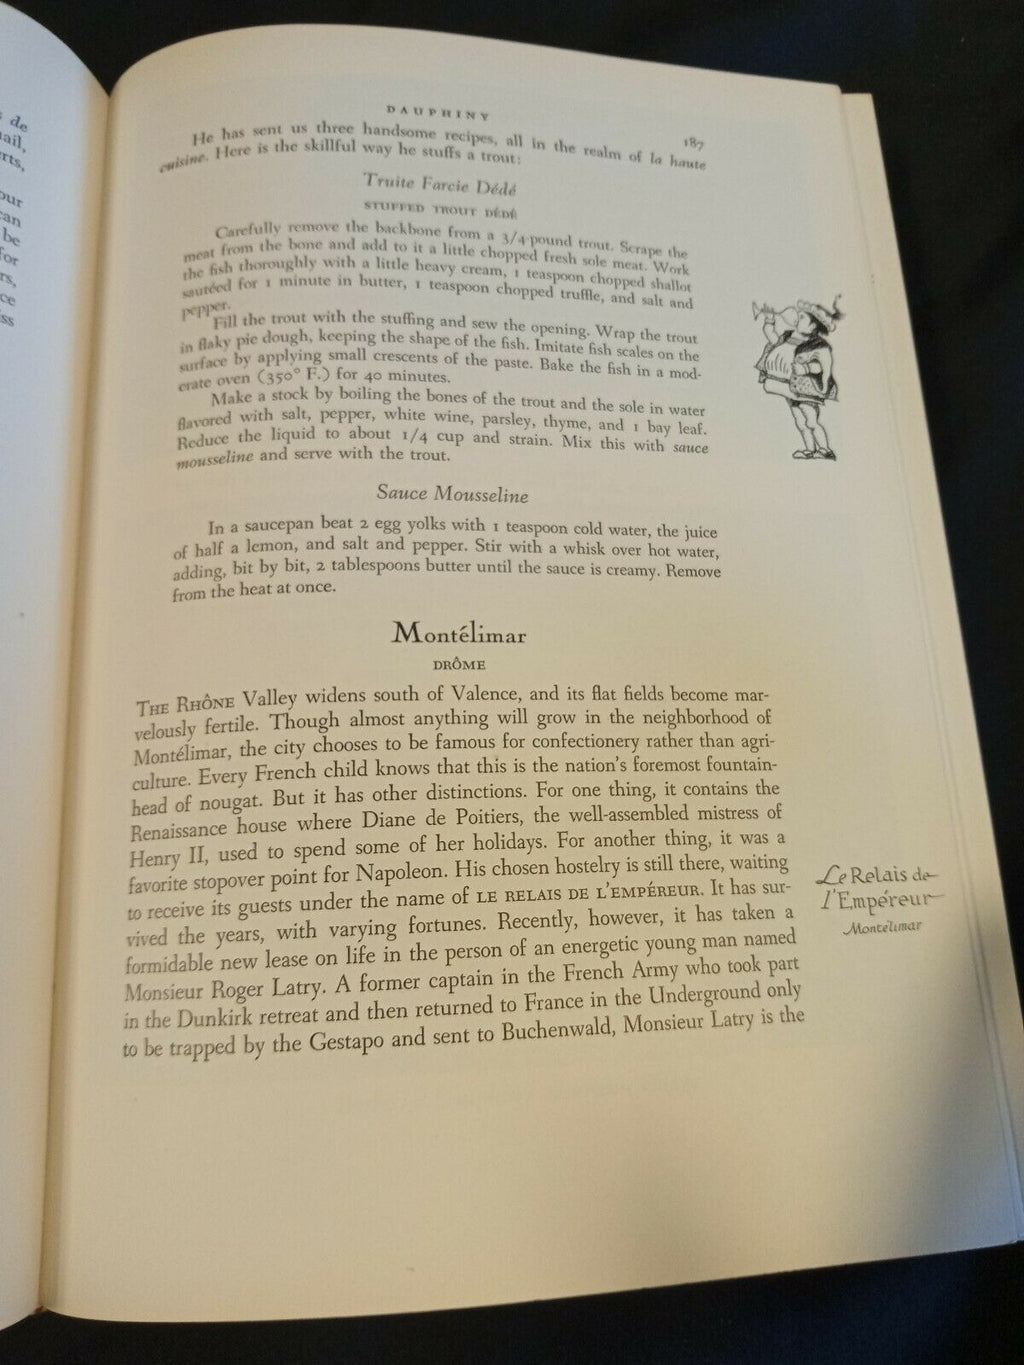 de
ail,
erts,
our
can
be
for
rs,
ce
ss
DAUPHINY
187
He has sent us three handsome recipes, all in the realm of la haute
cuisine. Here is the skillful way he stuffs a trout:
Truite Farcie Dédé
STUFFED TROUT DÉDÉ
Carefully remove the backbone from a 3/4-pound trout. Scrape the
meat from the bone and add to it a little chopped fresh sole meat. Work
the fish thoroughly with a little heavy cream, 1 teaspoon chopped shallot
sautéed for 1 minute in butter, 1 teaspoon chopped truffle, and salt and
pepper.
Fill the trout with the stuffing and sew the opening. Wrap the trout
in flaky pie dough, keeping the shape of the fish. Imitate fish scales on the
surface by applying small crescents of the paste. Bake the fish in a mod-
erate oven (350° F.) for 40 minutes.
Make a stock by boiling the bones of the trout and the sole in water
flavored with salt, pepper, white wine, parsley, thyme, and 1 bay leaf.
Reduce the liquid to about 1/4 cup and strain. Mix this with sauce
mousseline and serve with the trout.
Sauce Mousseline
In a saucepan beat 2 egg yolks with 1 teaspoon cold water, the juice
of half a lemon, and salt and pepper. Stir with a whisk over hot water,
adding, bit by bit, 2 tablespoons butter until the sauce is creamy. Remove
from the heat at once.
Montélimar
DRÔME
THE RHÔNE Valley widens south of Valence, and its flat fields become mar-
velously fertile. Though almost anything will grow in the neighborhood of
Montélimar, the city chooses to be famous for confectionery rather than agri-
culture. Every French child knows that this is the nation's foremost fountain-
head of nougat. But it has other distinctions. For one thing, it contains the
Renaissance house where Diane de Poitiers, the well-assembled mistress of
Henry II, used to spend some of her holidays. For another thing, it was a
favorite stopover point for Napoleon. His chosen hostelry is still there, waiting
to receive its guests under the name of LE RELAIS DE L'EMPÉREUR. It has sur-
vived the years, with varying fortunes. Recently, however, it has taken a
formidable new lease on life in the person of an energetic young man named
Monsieur Roger Latry. A former captain in the French Army who took part
in the Dunkirk retreat and then returned to France in the Underground only
to be trapped by the Gestapo and sent to Buchenwald, Monsieur Latry is the
Le Relais de
l'Empéreur
Montélimar